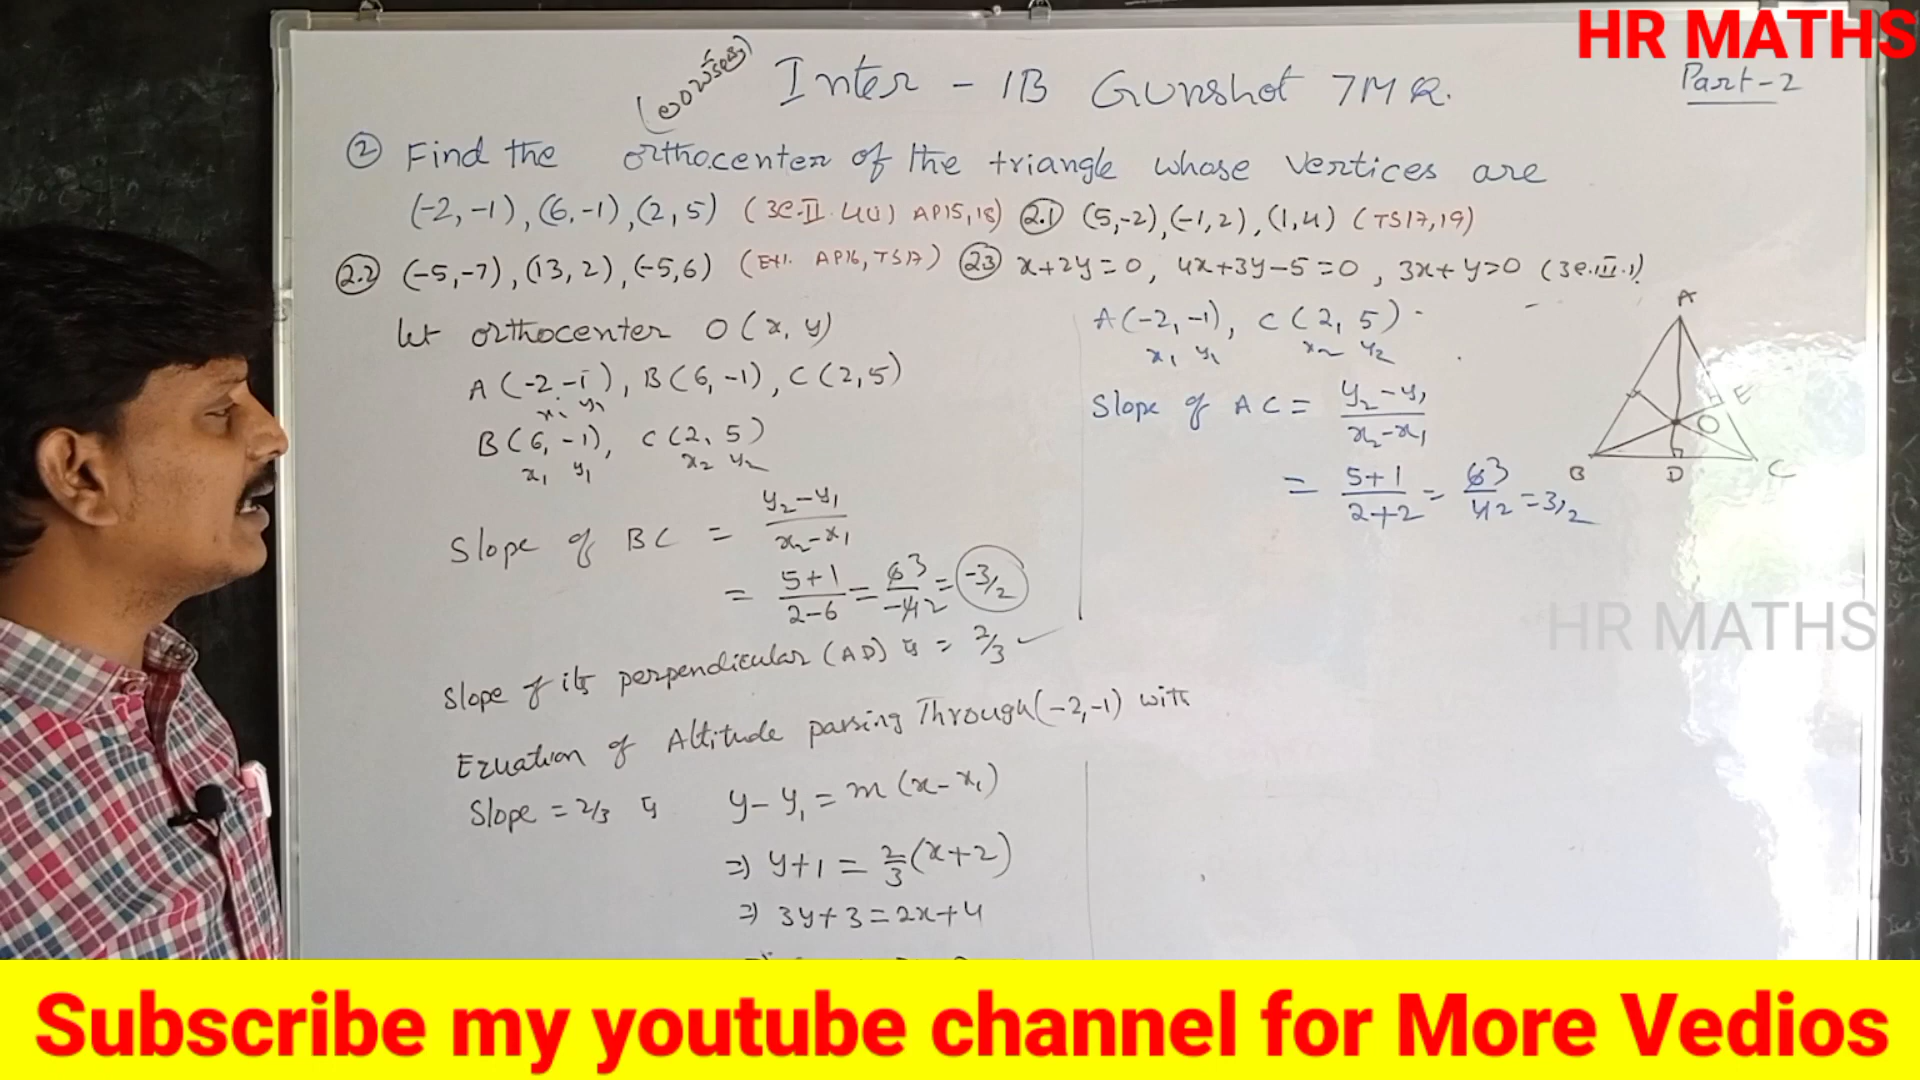 HR MATHS
Inter - 1B Gunshot 7MQ.
Part-2
② Find the orthocenter of the triangle whose vertices are
(-2, -1), (6, -1), (2, 5) (3e.II.4(i) AP15,18) 2.1 (5,-2), (-1,2), (1,4) (TS17,19)
2.2 (-5,-7), (13,2), (-5,6) (Ext. AP16, TS17) 2.3 x+2y=0, 4x+3y-5=0, 3x+y=0 (3e.III.1)
let orthocenter O(x, y)
A(-2 -1), B(6, -1), C(2, 5)
x₁ y₁
B(6, -1), C(2, 5)
x₁ y₁ x₂ y₂
Slope of BC = y₂-y₁/x₂-x₁
= 5+1/2-6 = 6 3/-4 2 = -3/2
Slope of its perpendicular (AD) is = 2/3 ✓
Equation of Altitude passing Through (-2,-1) with
Slope = 2/3 is y-y₁ = m(x-x₁)
⇒ y+1 = 2/3(x+2)
⇒ 3y+3 = 2x+4
A(-2, -1), C(2, 5)
x₁ y₁ x₂ y₂
Slope of AC = y₂-y₁/x₂-x₁
= 5+1/2+2 = 6 3/4 2 = 3/2
A
E
O
B D C
HR MATHS
Subscribe my youtube channel for More Vedios